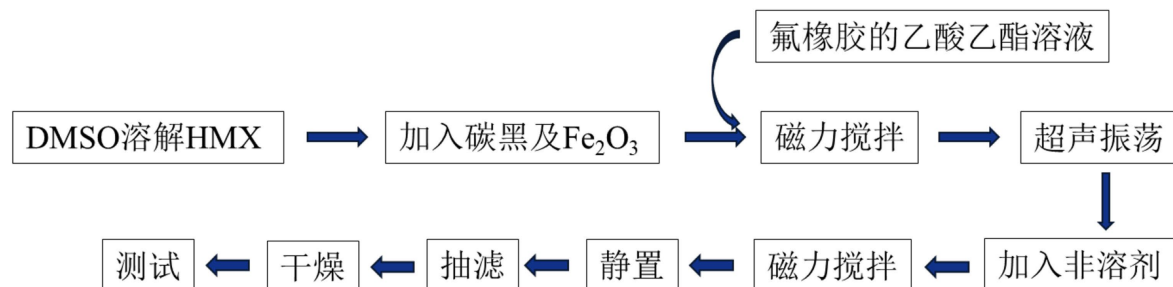 氟橡胶的乙酸乙酯溶液
DMSO溶解HMX
加入碳黑及Fe₂O₃
磁力搅拌
超声振荡
加入非溶剂
磁力搅拌
静置
抽滤
干燥
测试